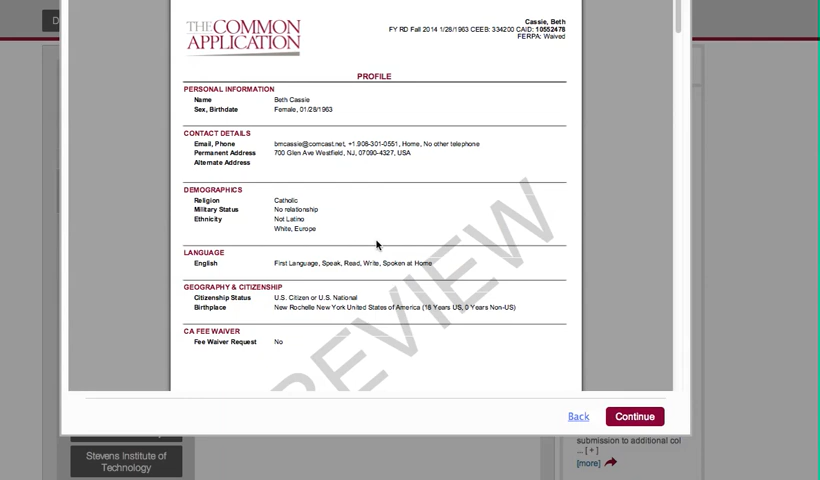 D
THE COMMON
APPLICATION
Cassie, Beth
FY RD Fall 2014 1/28/1963 CEEB: 334200 CAID: 10552478
FERPA: Waived
PROFILE
PERSONAL INFORMATION
Name Beth Cassie
Sex, Birthdate Female, 01/28/1963
CONTACT DETAILS
Email, Phone bmcassie@comcast.net, +1.908-301-0551, Home, No other telephone
Permanent Address 700 Glen Ave Westfield, NJ, 07090-4327, USA
Alternate Address
DEMOGRAPHICS
Religion Catholic
Military Status No relationship
Ethnicity Not Latino
White, Europe
LANGUAGE
English First Language, Speak, Read, Write, Spoken at Home
GEOGRAPHY & CITIZENSHIP
Citizenship Status U.S. Citizen or U.S. National
Birthplace New Rochelle New York United States of America (18 Years US, 0 Years Non-US)
CA FEE WAIVER
Fee Waiver Request No
REVIEW
Back Continue
Stevens Institute of
Technology
submission to additional col
... [ + ]
[more]